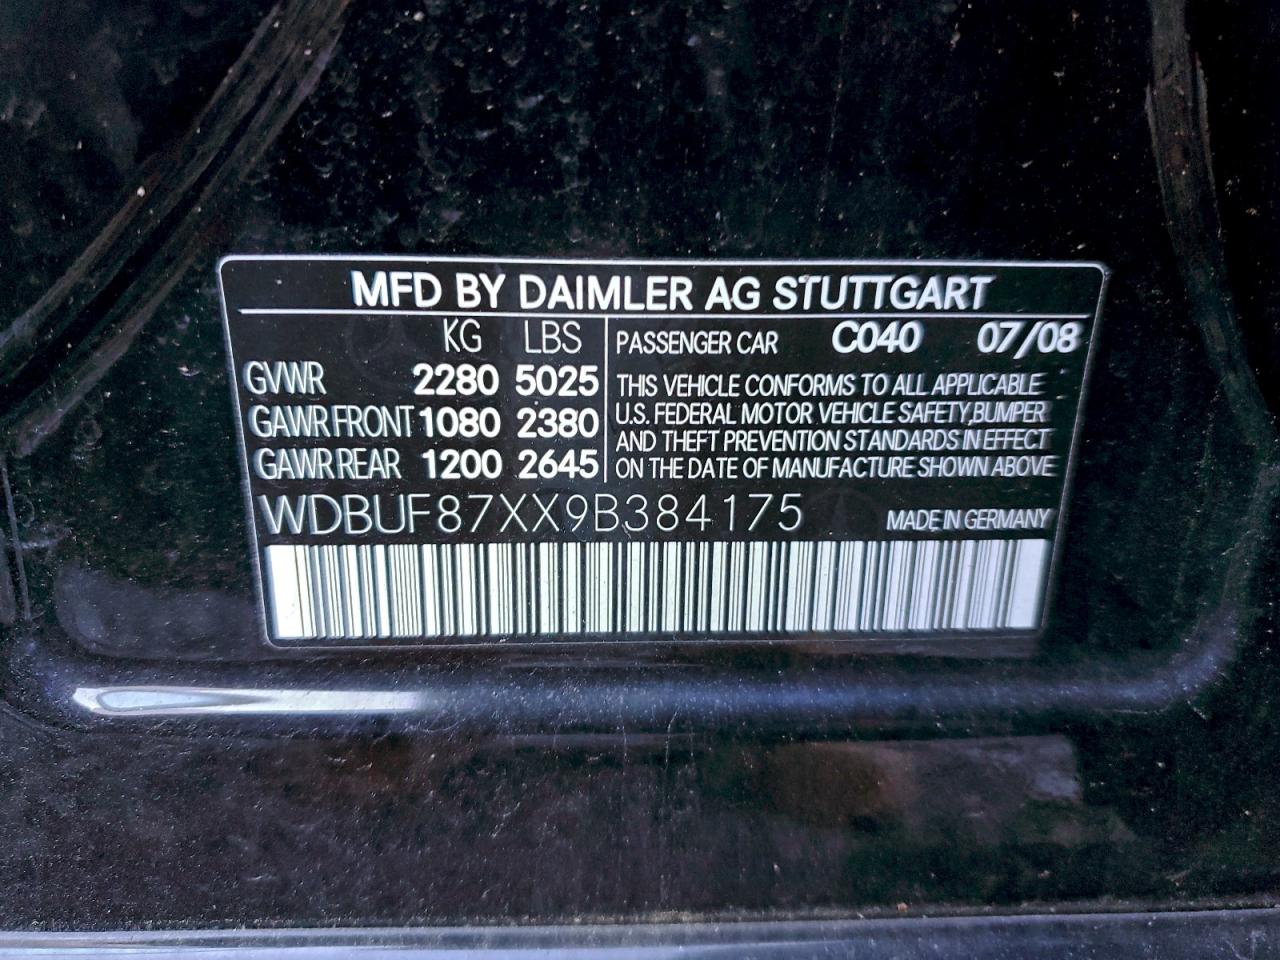 MFD BY DAIMLER AG STUTTGART
KG LBS
GVWR 2280 5025
GAWR FRONT 1080 2380
GAWR REAR 1200 2645
PASSENGER CAR C040 07/08
THIS VEHICLE CONFORMS TO ALL APPLICABLE
U.S. FEDERAL MOTOR VEHICLE SAFETY,BUMPER
AND THEFT PREVENTION STANDARDS IN EFFECT
ON THE DATE OF MANUFACTURE SHOWN ABOVE
WDBUF87XX9B384175
MADE IN GERMANY